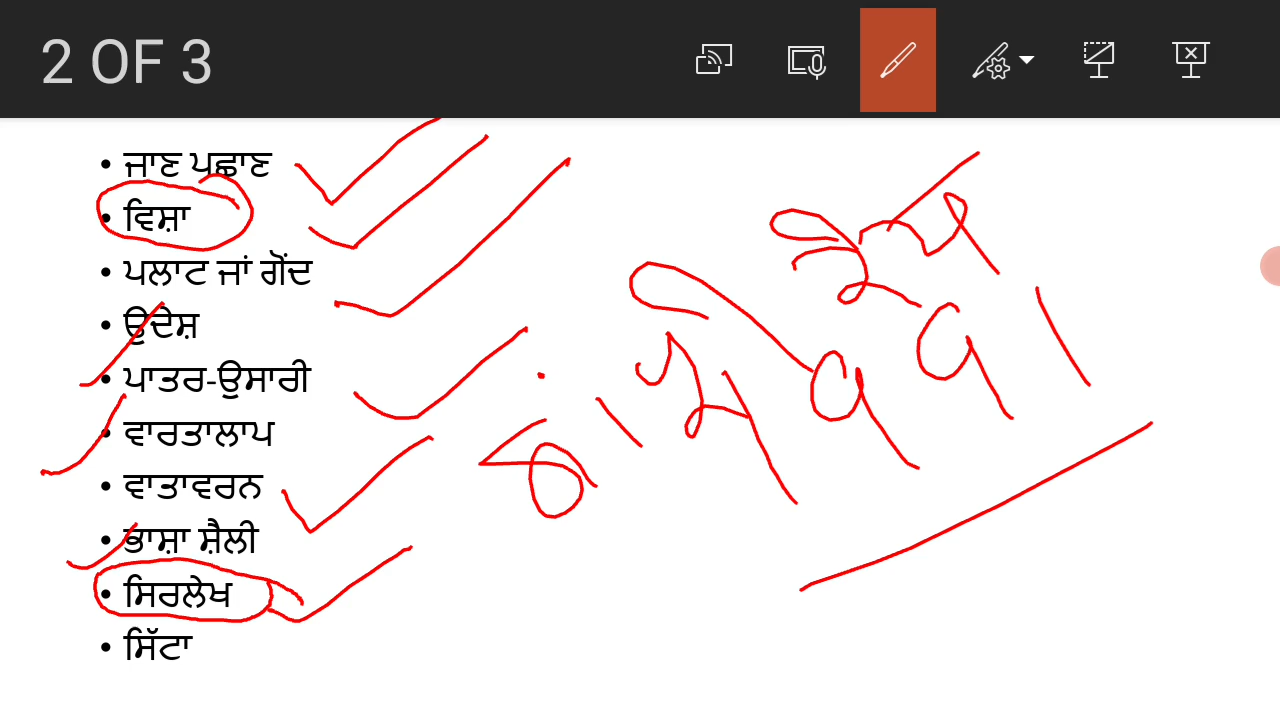 2 OF 3
• ਜਾਣ ਪਛਾਣ
• ਵਿਸ਼ਾ
• ਪਲਾਟ ਜਾਂ ਗੋਂਦ
• ਉਦੇਸ਼
• ਪਾਤਰ-ਉਸਾਰੀ
• ਵਾਰਤਾਲਾਪ
• ਵਾਤਾਵਰਨ
• ਭਾਸ਼ਾ ਸ਼ੈਲੀ
• ਸਿਰਲੇਖ
• ਸਿੱਟਾ